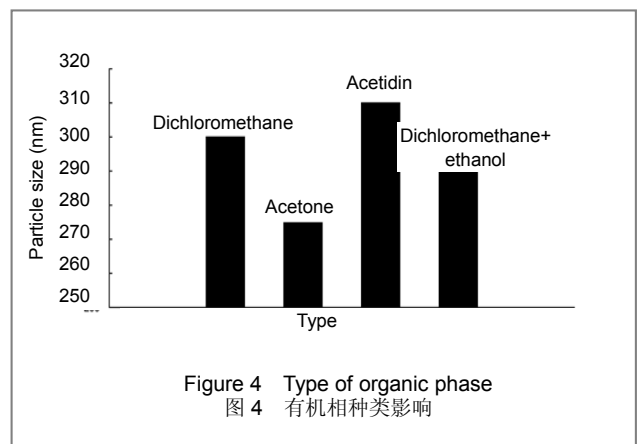 320
310
300
290
280
270
260
250
Particle size (nm)
Dichloromethane
Acetone
Acetidin
Dichloromethane+
ethanol
Type
Figure 4 Type of organic phase
图 4 有机相种类影响